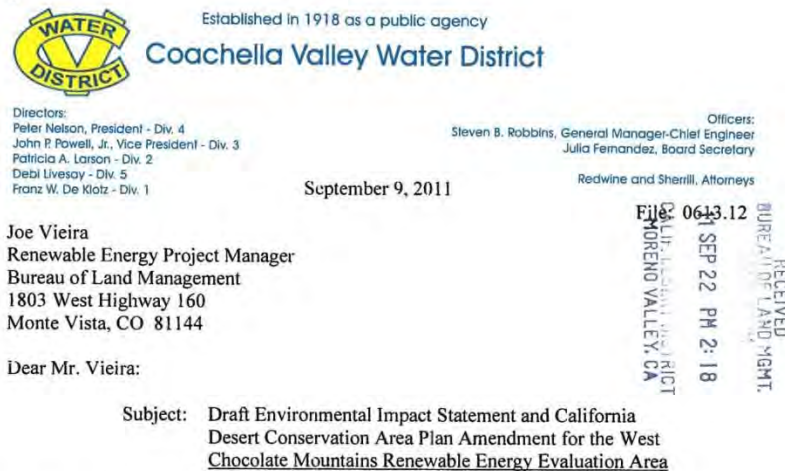 WATER
DISTRICT
Established in 1918 as a public agency
Coachella Valley Water District
Directors:
Peter Nelson, President - Div. 4
John P. Powell, Jr., Vice President - Div. 3
Patricia A. Larson - Div. 2
Debi Livesay - Div. 5
Franz W. De Klotz - Div. 1
Officers:
Steven B. Robbins, General Manager-Chief Engineer
Julia Fernandez, Board Secretary
Redwine and Sherrill, Attorneys
September 9, 2011
File: 0613.12
RECEIVED
BUREAU OF LAND MGMT.
11 SEP 22 PM 2: 18
CALIF. DESERT DISTRICT
MORENO VALLEY, CA
Joe Vieira
Renewable Energy Project Manager
Bureau of Land Management
1803 West Highway 160
Monte Vista, CO 81144
Dear Mr. Vieira:
Subject: Draft Environmental Impact Statement and California
Desert Conservation Area Plan Amendment for the West
Chocolate Mountains Renewable Energy Evaluation Area